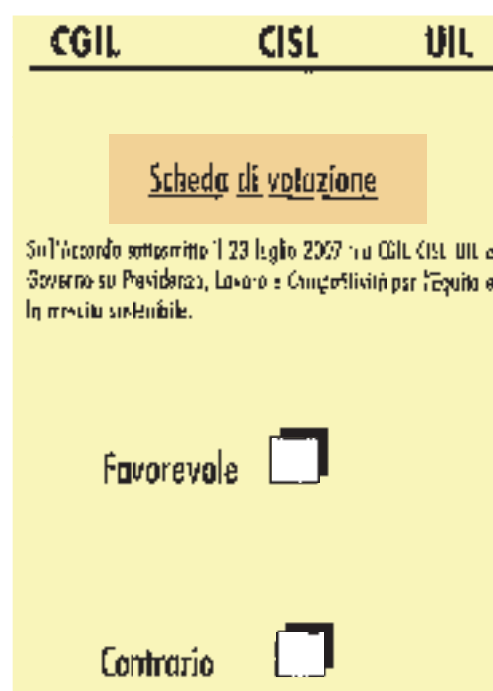 CGIL CISL UIL
Scheda di votazione
Sull'Accordo sottoscritto il 23 luglio 2007 tra CGIL CISL UIL e
Governo su Previdenza, Lavoro e Competitività per l'Equità e
la crescita sostenibile.
Favorevole
Contrario